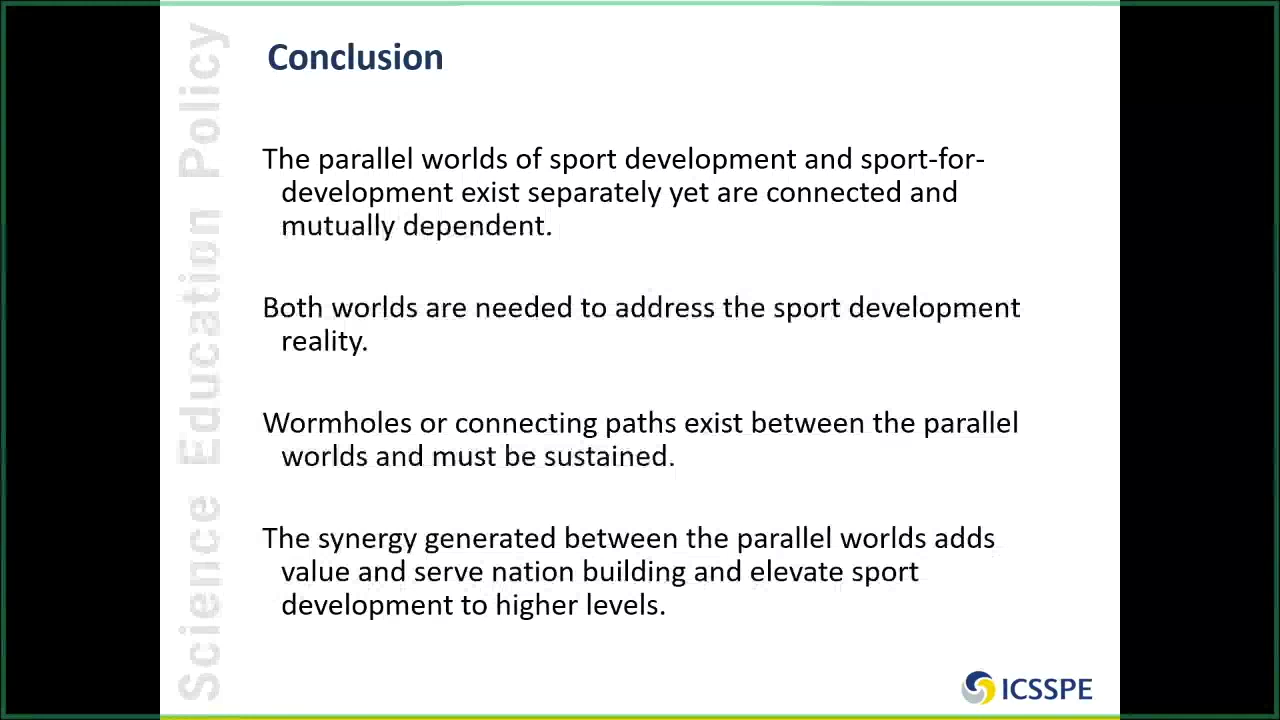 Conclusion
The parallel worlds of sport development and sport-for-
development exist separately yet are connected and
mutually dependent.
Both worlds are needed to address the sport development
reality.
Wormholes or connecting paths exist between the parallel
worlds and must be sustained.
The synergy generated between the parallel worlds adds
value and serve nation building and elevate sport
development to higher levels.
Science Education Policy
ICSSPE